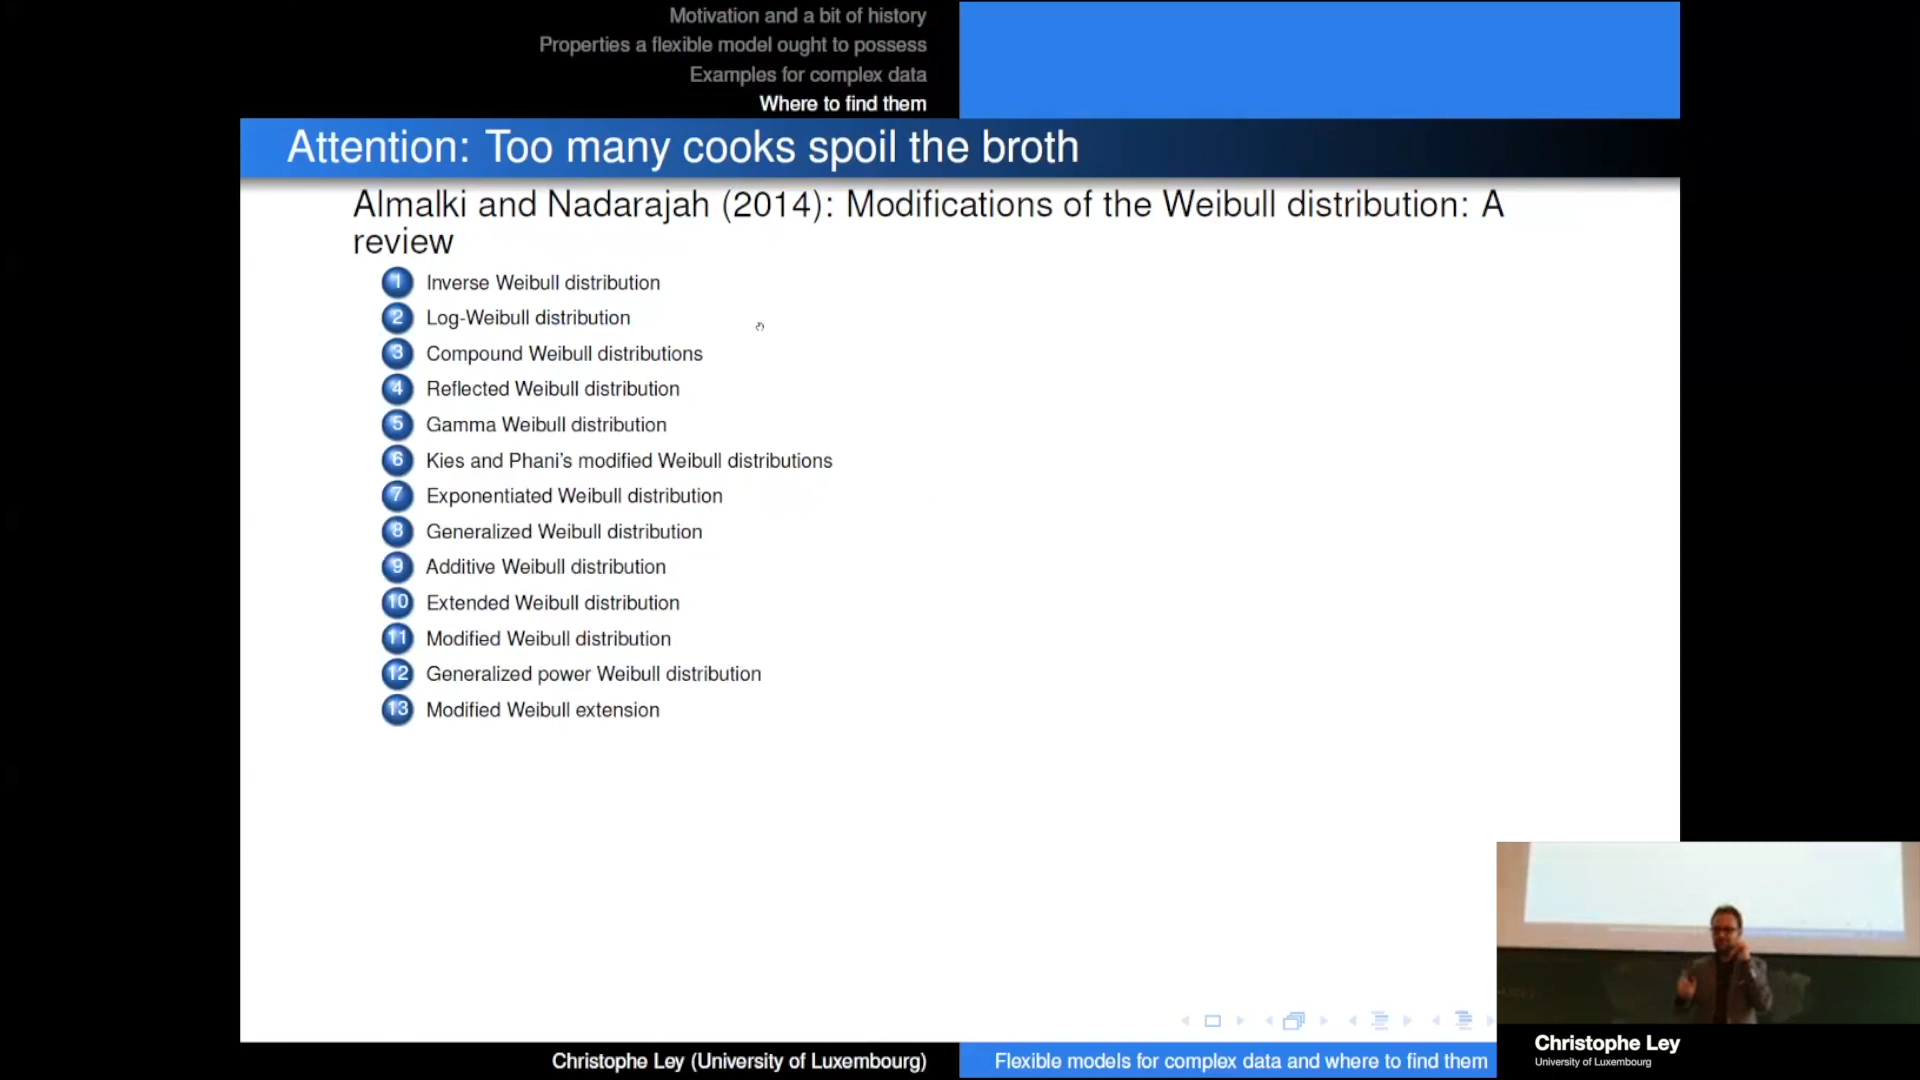 Motivation and a bit of history
Properties a flexible model ought to possess
Examples for complex data
Where to find them
Attention: Too many cooks spoil the broth
Almalki and Nadarajah (2014): Modifications of the Weibull distribution: A
review
1 Inverse Weibull distribution
2 Log-Weibull distribution
3 Compound Weibull distributions
4 Reflected Weibull distribution
5 Gamma Weibull distribution
6 Kies and Phani's modified Weibull distributions
7 Exponentiated Weibull distribution
8 Generalized Weibull distribution
9 Additive Weibull distribution
10 Extended Weibull distribution
11 Modified Weibull distribution
12 Generalized power Weibull distribution
13 Modified Weibull extension
Christophe Ley (University of Luxembourg)
Flexible models for complex data and where to find them
Christophe Ley
University of Luxembourg